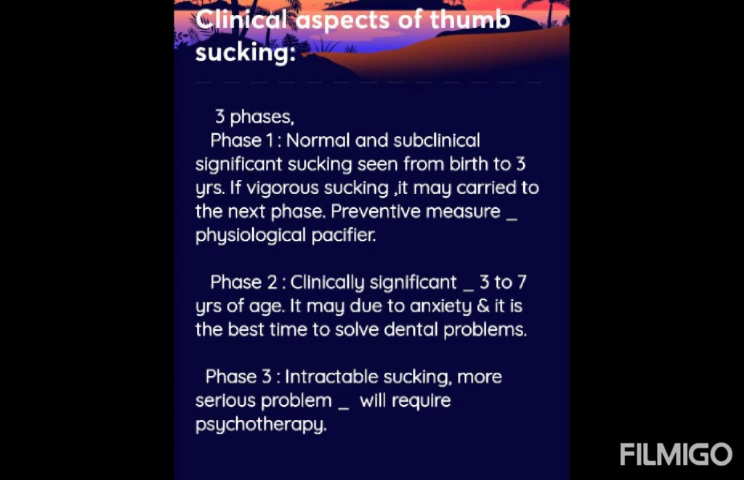 Clinical aspects of thumb
sucking:
3 phases,
Phase 1 : Normal and subclinical
significant sucking seen from birth to 3
yrs. If vigorous sucking ,it may carried to
the next phase. Preventive measure _
physiological pacifier.
Phase 2 : Clinically significant _ 3 to 7
yrs of age. It may due to anxiety & it is
the best time to solve dental problems.
Phase 3 : Intractable sucking, more
serious problem _ will require
psychotherapy.
FILMIGO